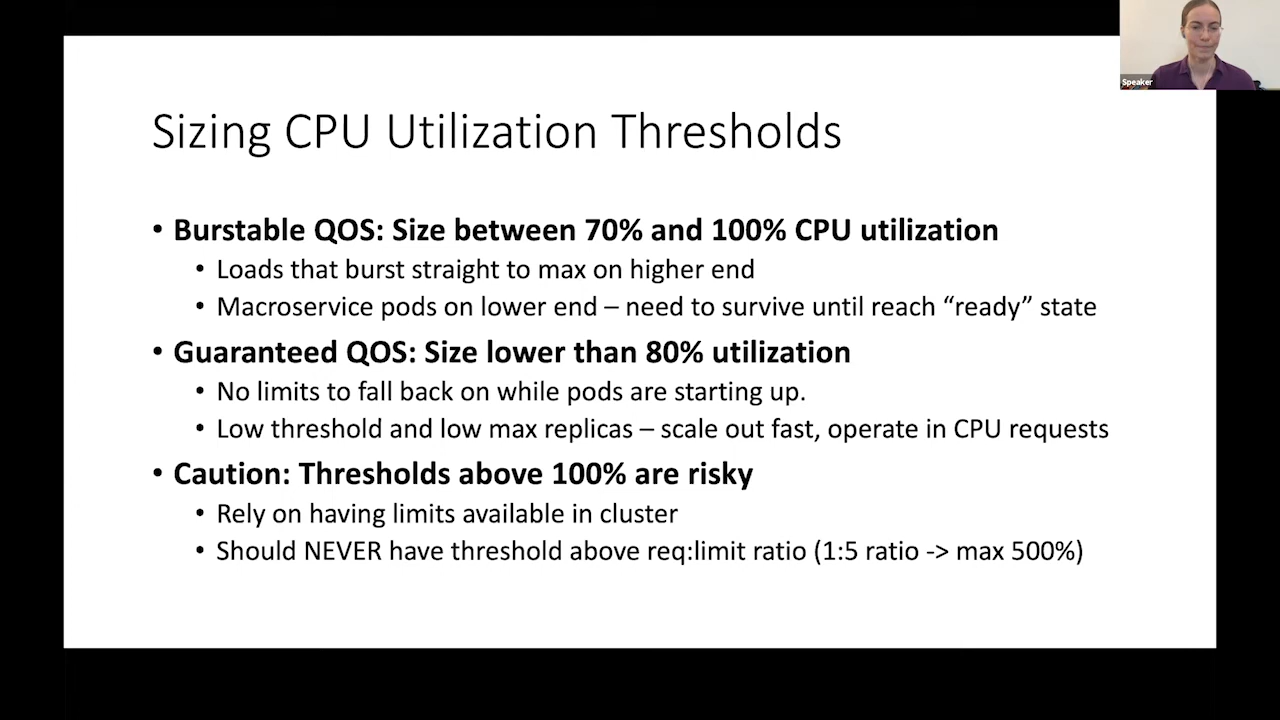 Speaker
Sizing CPU Utilization Thresholds
• Burstable QOS: Size between 70% and 100% CPU utilization
• Loads that burst straight to max on higher end
• Macroservice pods on lower end – need to survive until reach “ready” state
• Guaranteed QOS: Size lower than 80% utilization
• No limits to fall back on while pods are starting up.
• Low threshold and low max replicas – scale out fast, operate in CPU requests
• Caution: Thresholds above 100% are risky
• Rely on having limits available in cluster
• Should NEVER have threshold above req:limit ratio (1:5 ratio -> max 500%)